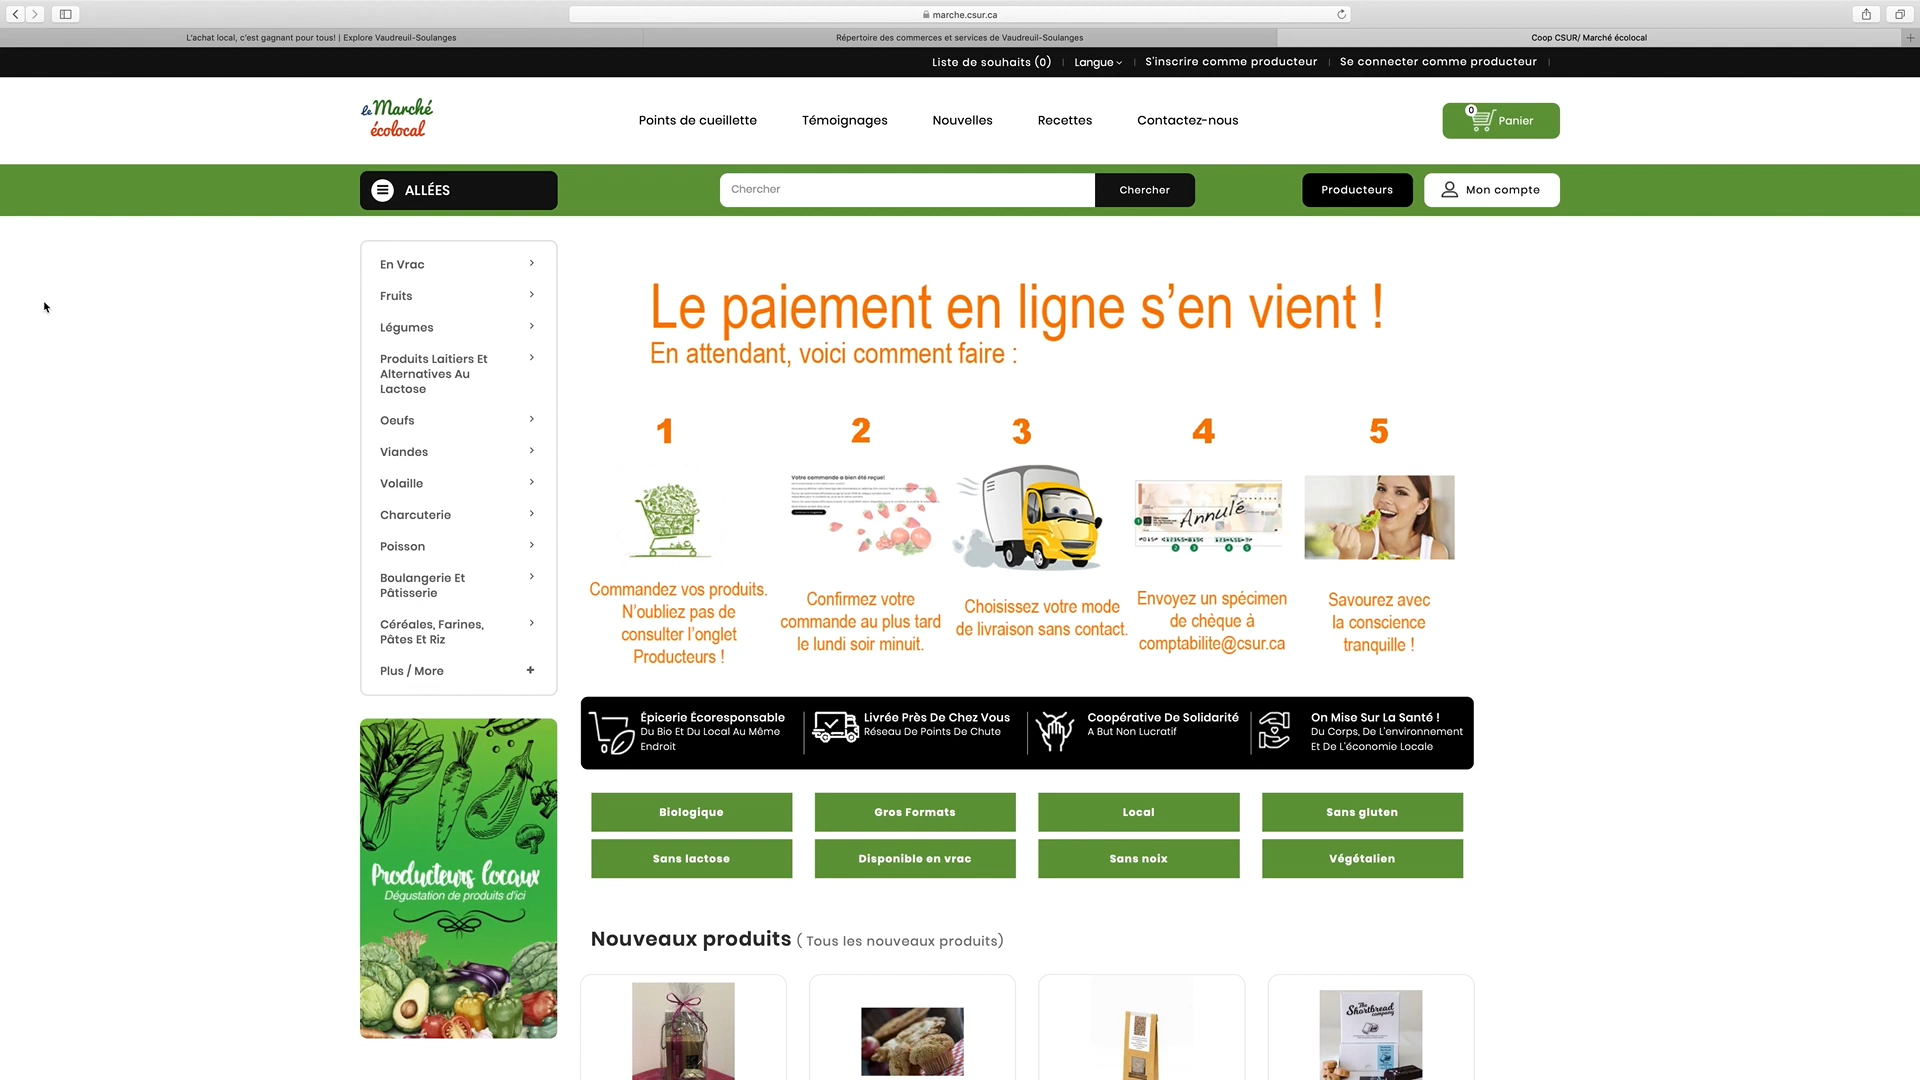 marche.csur.ca
L'achat local, c'est gagnant pour tous! | Explore Vaudreuil-Soulanges
Répertoire des commerces et services de Vaudreuil-Soulanges
Coop CSUR/ Marché écolocal
Liste de souhaits (0)
Langue
S'inscrire comme producteur
Se connecter comme producteur
le Marché
écolocal
Points de cueillette
Témoignages
Nouvelles
Recettes
Contactez-nous
0
Panier
ALLÉES
Chercher
Chercher
Producteurs
Mon compte
En Vrac
Fruits
Légumes
Produits Laitiers Et
Alternatives Au
Lactose
Oeufs
Viandes
Volaille
Charcuterie
Poisson
Boulangerie Et
Pâtisserie
Céréales, Farines,
Pâtes Et Riz
Plus / More
Le paiement en ligne s'en vient !
En attendant, voici comment faire :
1
2
3
4
5
Votre commande a bien été reçue!
Annulé
Commandez vos produits.
N'oubliez pas de
consulter l'onglet
Producteurs !
Confirmez votre
commande au plus tard
le lundi soir minuit.
Choisissez votre mode
de livraison sans contact.
Envoyez un spécimen
de chèque à
comptabilite@csur.ca
Savourez avec
la conscience
tranquille !
Épicerie Écoresponsable
Du Bio Et Du Local Au Même
Endroit
Livrée Près De Chez Vous
Réseau De Points De Chute
Coopérative De Solidarité
A But Non Lucratif
On Mise Sur La Santé !
Du Corps, De L'environnement
Et De L'économie Locale
Biologique
Gros Formats
Local
Sans gluten
Sans lactose
Disponible en vrac
Sans noix
Végétalien
Producteurs locaux
Dégustation de produits d'ici
Nouveaux produits ( Tous les nouveaux produits)
The
Shortbread
company